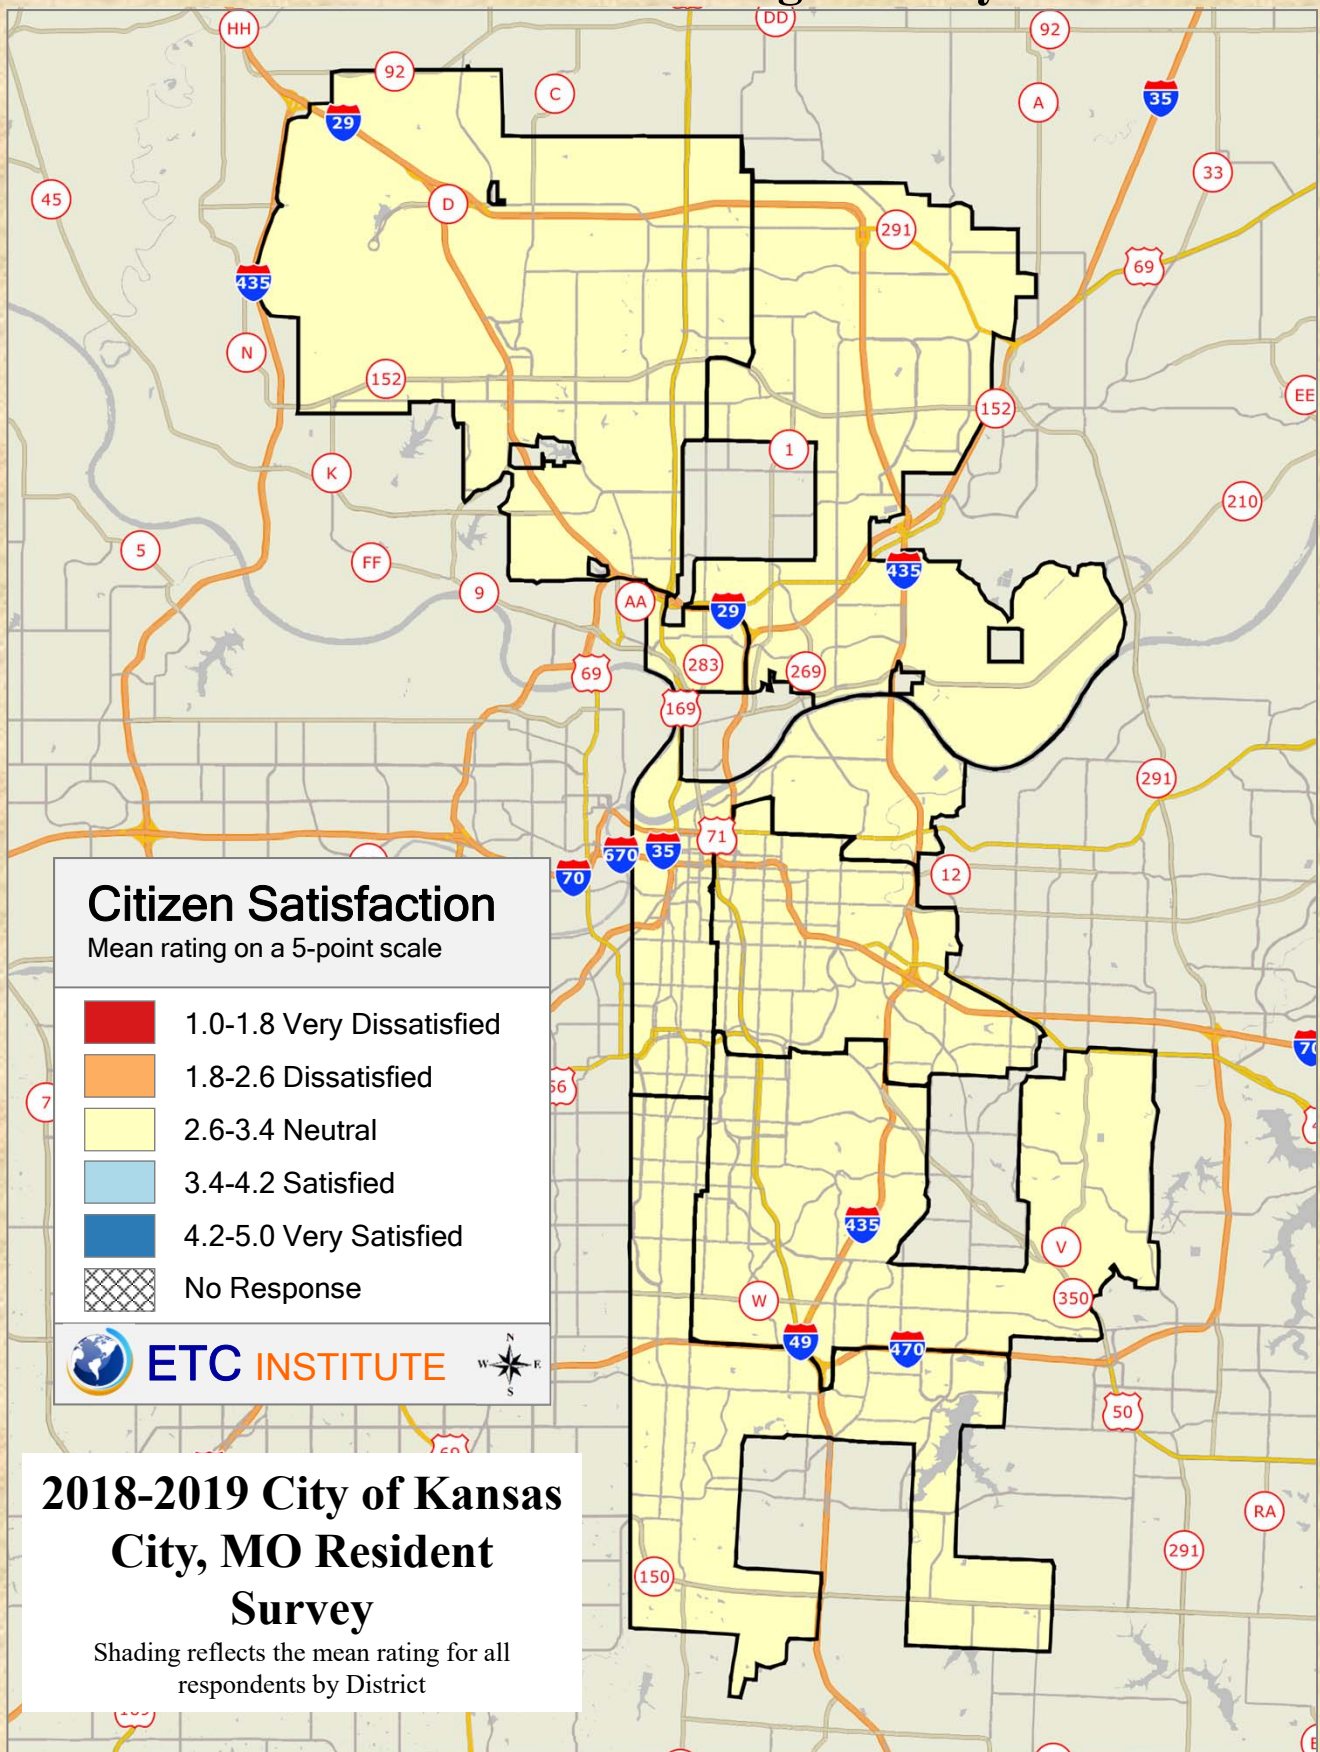 HH
DD
92
92
C
A
35
29
33
45
D
291
69
435
N
152
EE
152
1
K
210
5
FF
435
9
AA
29
283
269
69
169
291
71
670
35
70
12
Citizen Satisfaction
Mean rating on a 5-point scale
1.0-1.8 Very Dissatisfied
1.8-2.6 Dissatisfied
2.6-3.4 Neutral
3.4-4.2 Satisfied
4.2-5.0 Very Satisfied
No Response
ETC INSTITUTE
N
W
E
S
70
7
435
V
W
350
49
470
50
2018-2019 City of Kansas
City, MO Resident
Survey
Shading reflects the mean rating for all
respondents by District
RA
291
150